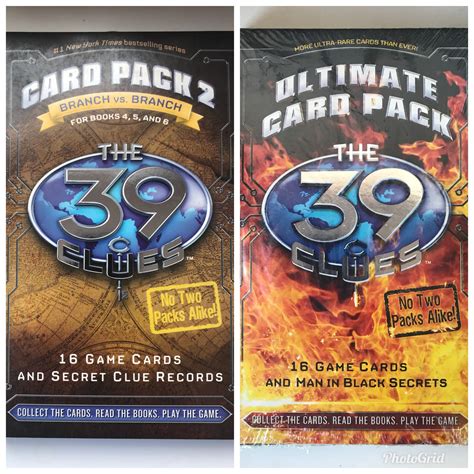 #1 New York Times bestselling series
CARD PACK 2
BRANCH VS. BRANCH
FOR BOOKS 4, 5, AND 6
THE
39
CLUES™
No Two
Packs Alike!
16 GAME CARDS
AND SECRET CLUE RECORDS
COLLECT THE CARDS. READ THE BOOKS. PLAY THE GAME.
MORE ULTRA-RARE CARDS THAN EVER!
ULTIMATE
CARD PACK
THE
39
CLUES™
No Two
Packs Alike!
16 GAME CARDS
AND MAN IN BLACK SECRETS
COLLECT THE CARDS. READ THE BOOKS. PLAY THE GAME.
PhotoGrid